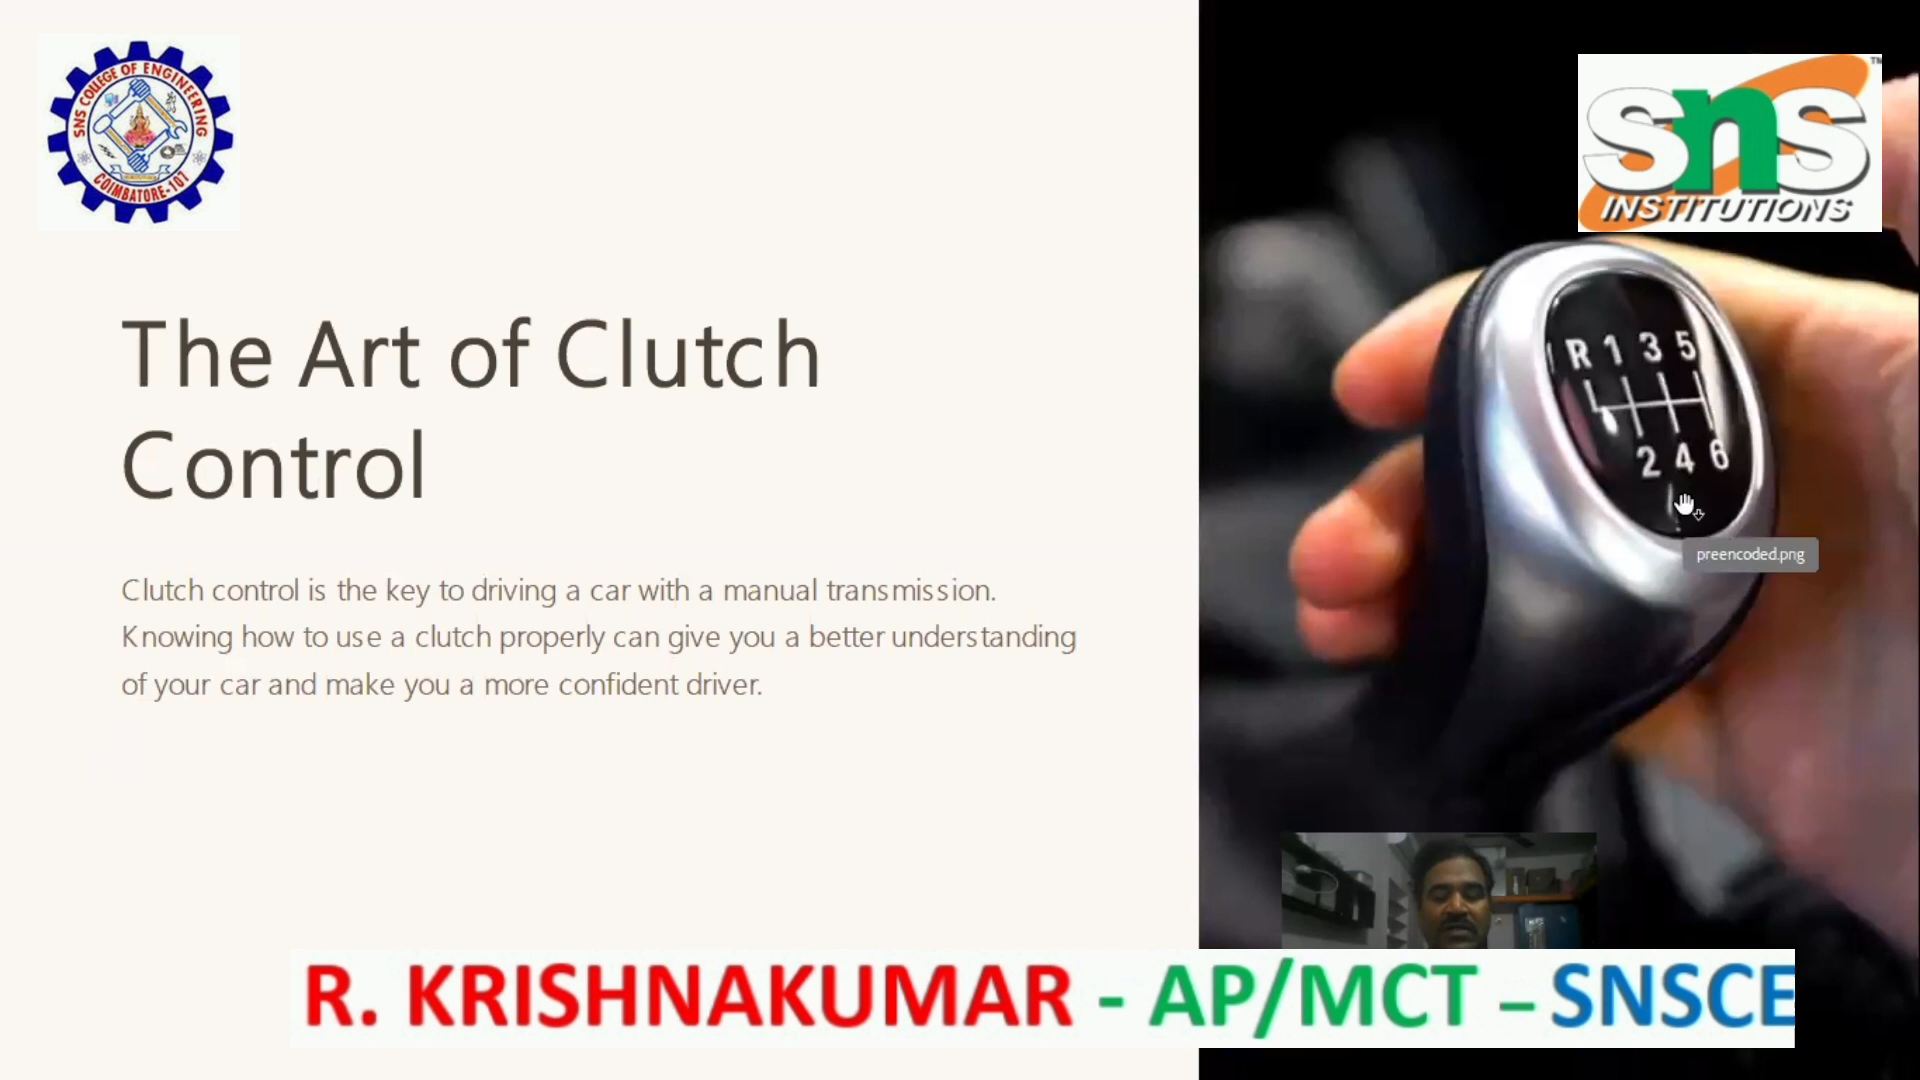 SNS COLLEGE OF ENGINEERING
COIMBATORE-107
sns
INSTITUTIONS
TM
The Art of Clutch
Control
Clutch control is the key to driving a car with a manual transmission.
Knowing how to use a clutch properly can give you a better understanding
of your car and make you a more confident driver.
R 1 3 5
2 4 6
preencoded.png
R. KRISHNAKUMAR - AP/MCT – SNSCE